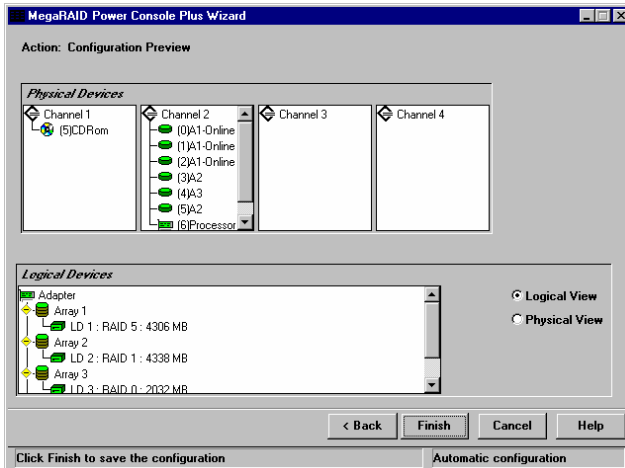 MegaRAID Power Console Plus Wizard
Action: Configuration Preview
Physical Devices
Channel 1
(5)CDRom
Channel 2
(0)A1-Online
(1)A1-Online
(2)A1-Online
(3)A2
(4)A3
(5)A2
(6)Processor
Channel 3
Channel 4
Logical Devices
Adapter
Array 1
LD 1 : RAID 5 : 4306 MB
Array 2
LD 2 : RAID 1 : 4338 MB
Array 3
LD 3 : RAID 0 : 2032 MB
Logical View
Physical View
< Back
Finish
Cancel
Help
Click Finish to save the configuration
Automatic configuration